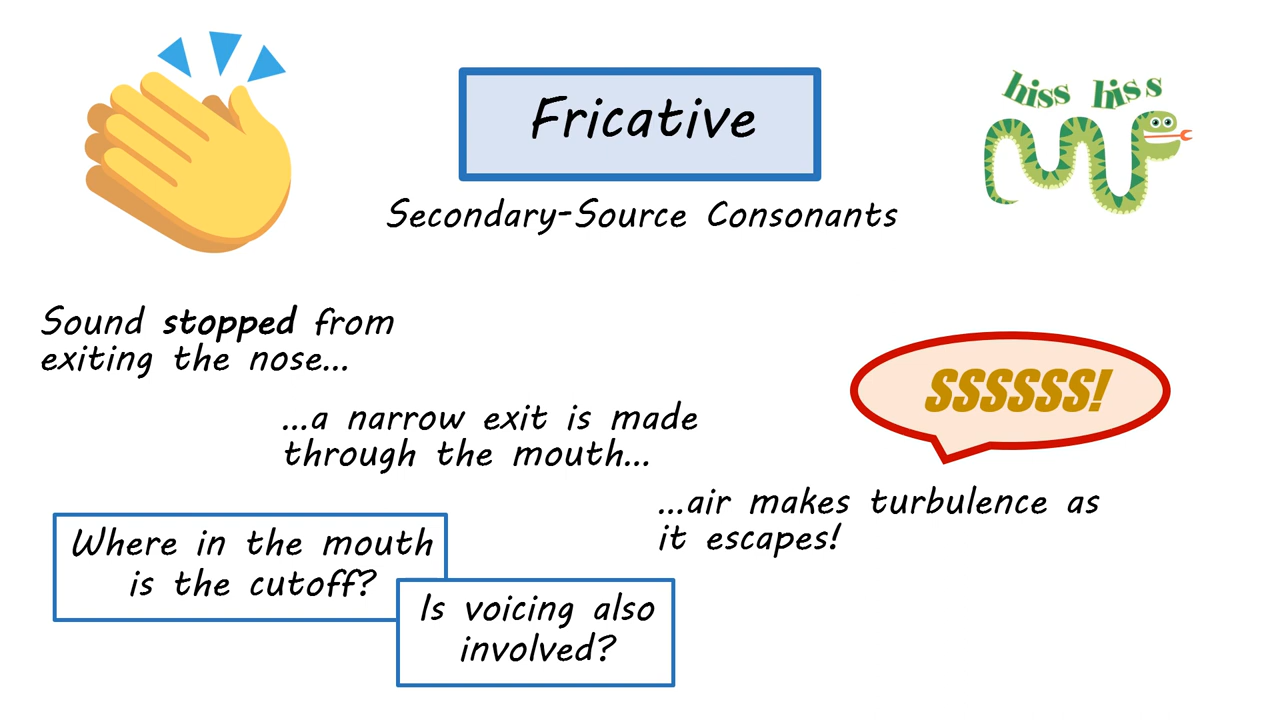 hiss hiss
Fricative
Secondary-Source Consonants
Sound stopped from
exiting the nose...
...a narrow exit is made
through the mouth...
SSSSSS!
...air makes turbulence as
it escapes!
Where in the mouth
is the cutoff?
Is voicing also
involved?